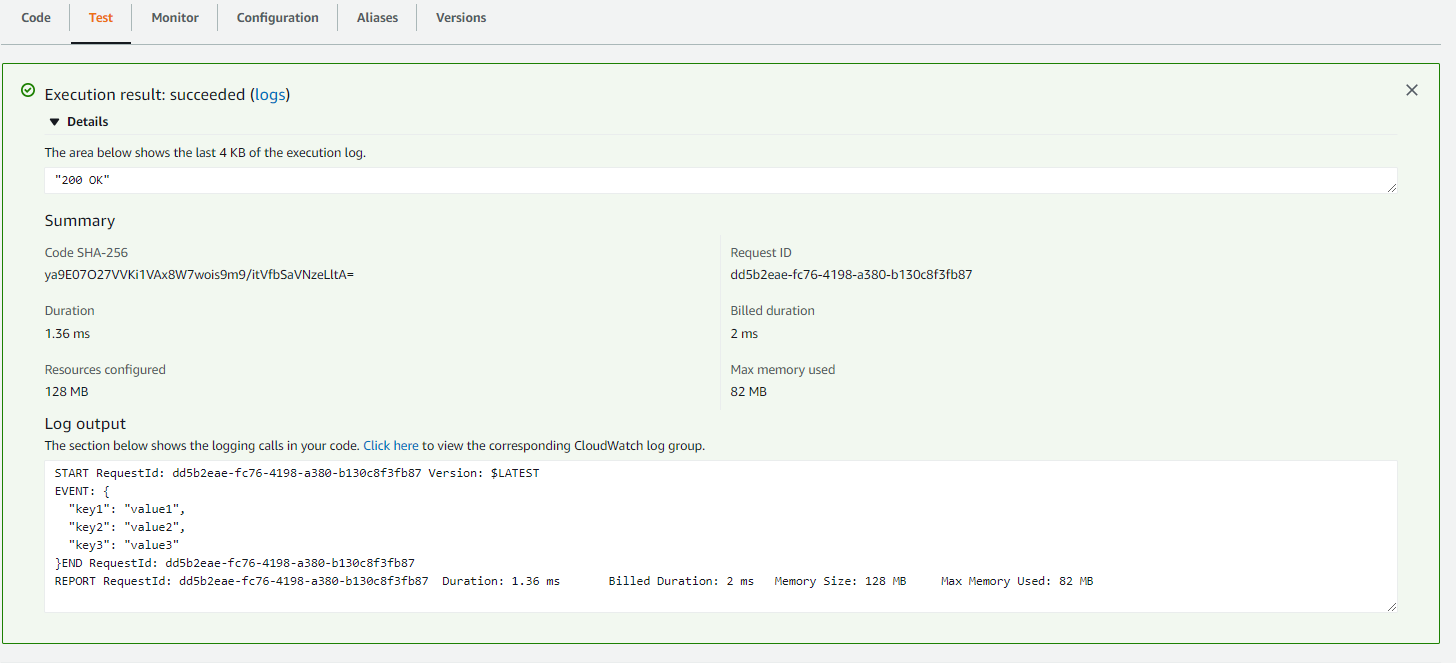 Code Test Monitor Configuration Aliases Versions
Execution result: succeeded (logs)
Details
The area below shows the last 4 KB of the execution log.
"200 OK"
Summary
Code SHA-256
ya9E07O27VVKi1VAx8W7wois9m9/itVfbSaVNzeLltA=
Request ID
dd5b2eae-fc76-4198-a380-b130c8f3fb87
Duration
1.36 ms
Billed duration
2 ms
Resources configured
128 MB
Max memory used
82 MB
Log output
The section below shows the logging calls in your code. Click here to view the corresponding CloudWatch log group.
START RequestId: dd5b2eae-fc76-4198-a380-b130c8f3fb87 Version: $LATEST
EVENT: {
  "key1": "value1",
  "key2": "value2",
  "key3": "value3"
}END RequestId: dd5b2eae-fc76-4198-a380-b130c8f3fb87
REPORT RequestId: dd5b2eae-fc76-4198-a380-b130c8f3fb87 Duration: 1.36 ms Billed Duration: 2 ms Memory Size: 128 MB Max Memory Used: 82 MB